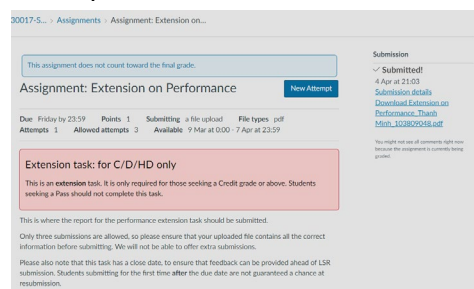 30017-5... > Assignments > Assignment: Extension on...
This assignment does not count toward the final grade.
Assignment: Extension on Performance
New Attempt
Due Friday by 23:59 Points 1 Submitting a file upload File types pdf
Attempts 1 Allowed attempts 3 Available 9 Mar at 0:00 - 7 Apr at 23:59
Extension task: for C/D/HD only
This is an extension task. It is only required for those seeking a Credit grade or above. Students
seeking a Pass should not complete this task.
This is where the report for the performance extension task should be submitted.
Only three submissions are allowed, so please ensure that your uploaded file contains all the correct
information before submitting. We will not be able to offer extra submissions.
Please also note that this task has a close date, to ensure that feedback can be provided ahead of LSR
submission. Students submitting for the first time after the due date are not guaranteed a chance at
resubmission.
Submission
✓ Submitted!
4 Apr at 21:03
Submission details
Download Extension on
Performance_Thanh
Minh_103809048.pdf
You might not see all comments right now
because the assignment is currently being
graded.